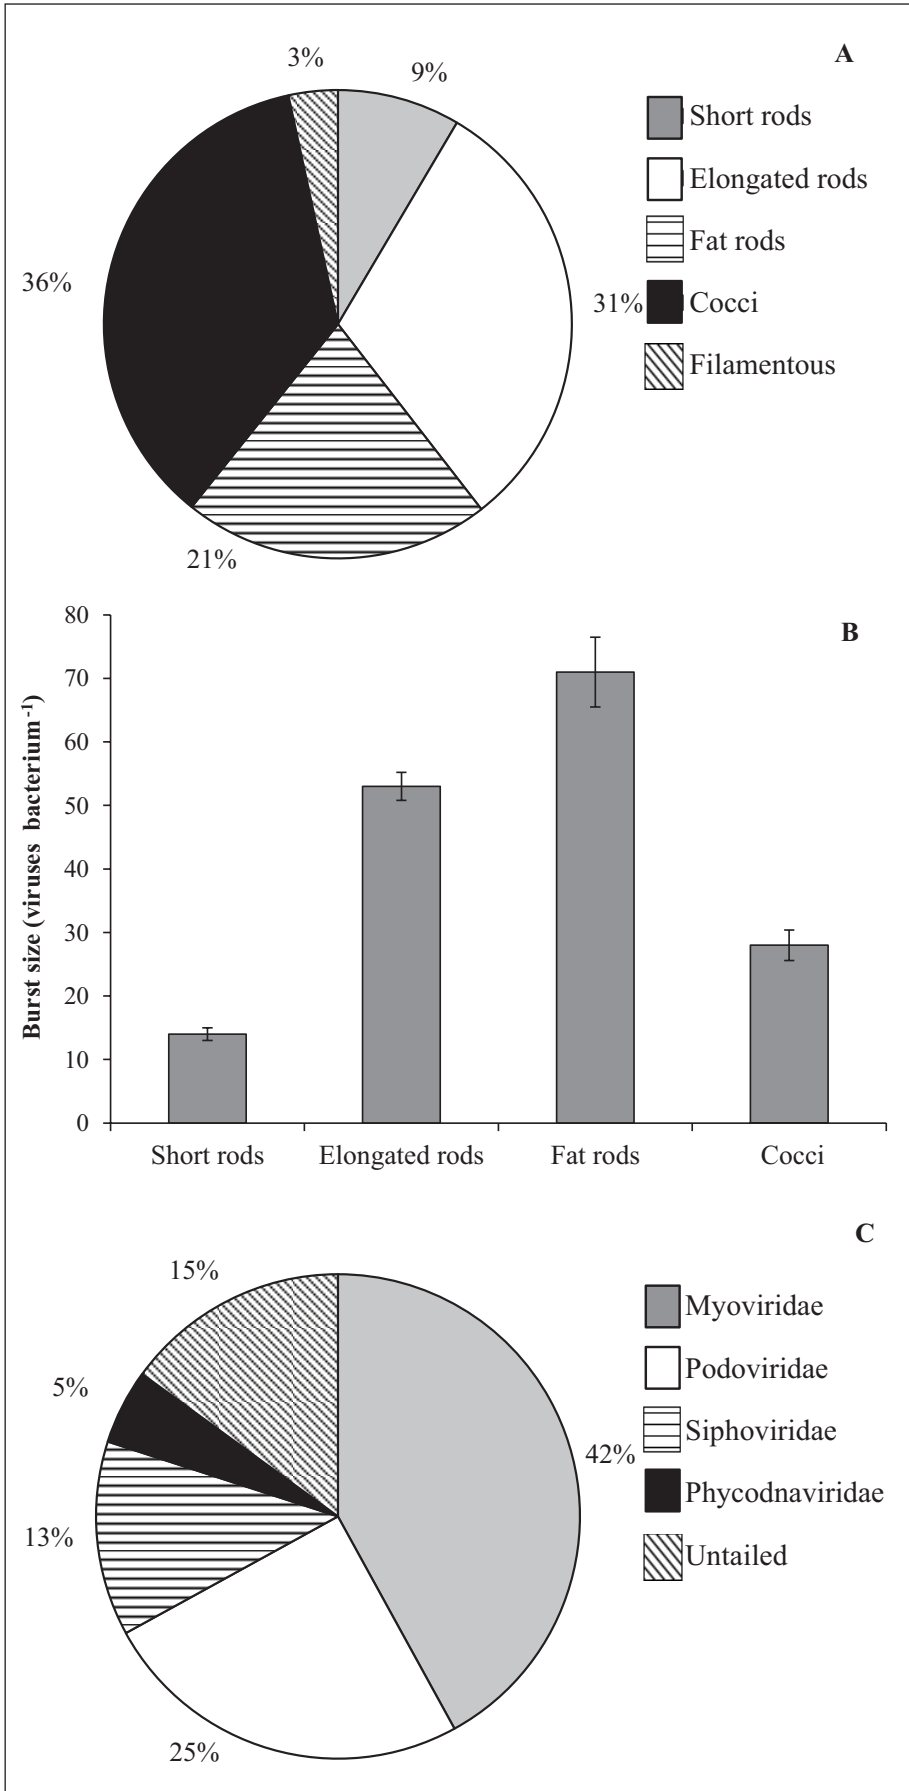 A
3%
9%
Short rods
Elongated rods
Fat rods
36%
31%
Cocci
Filamentous
21%
B
80
70
60
50
40
30
20
10
0
Burst size (viruses bacterium⁻¹)
Short rods Elongated rods Fat rods Cocci
C
15%
Myoviridae
Podoviridae
5%
Siphoviridae
42%
Phycodnaviridae
13%
Untailed
25%